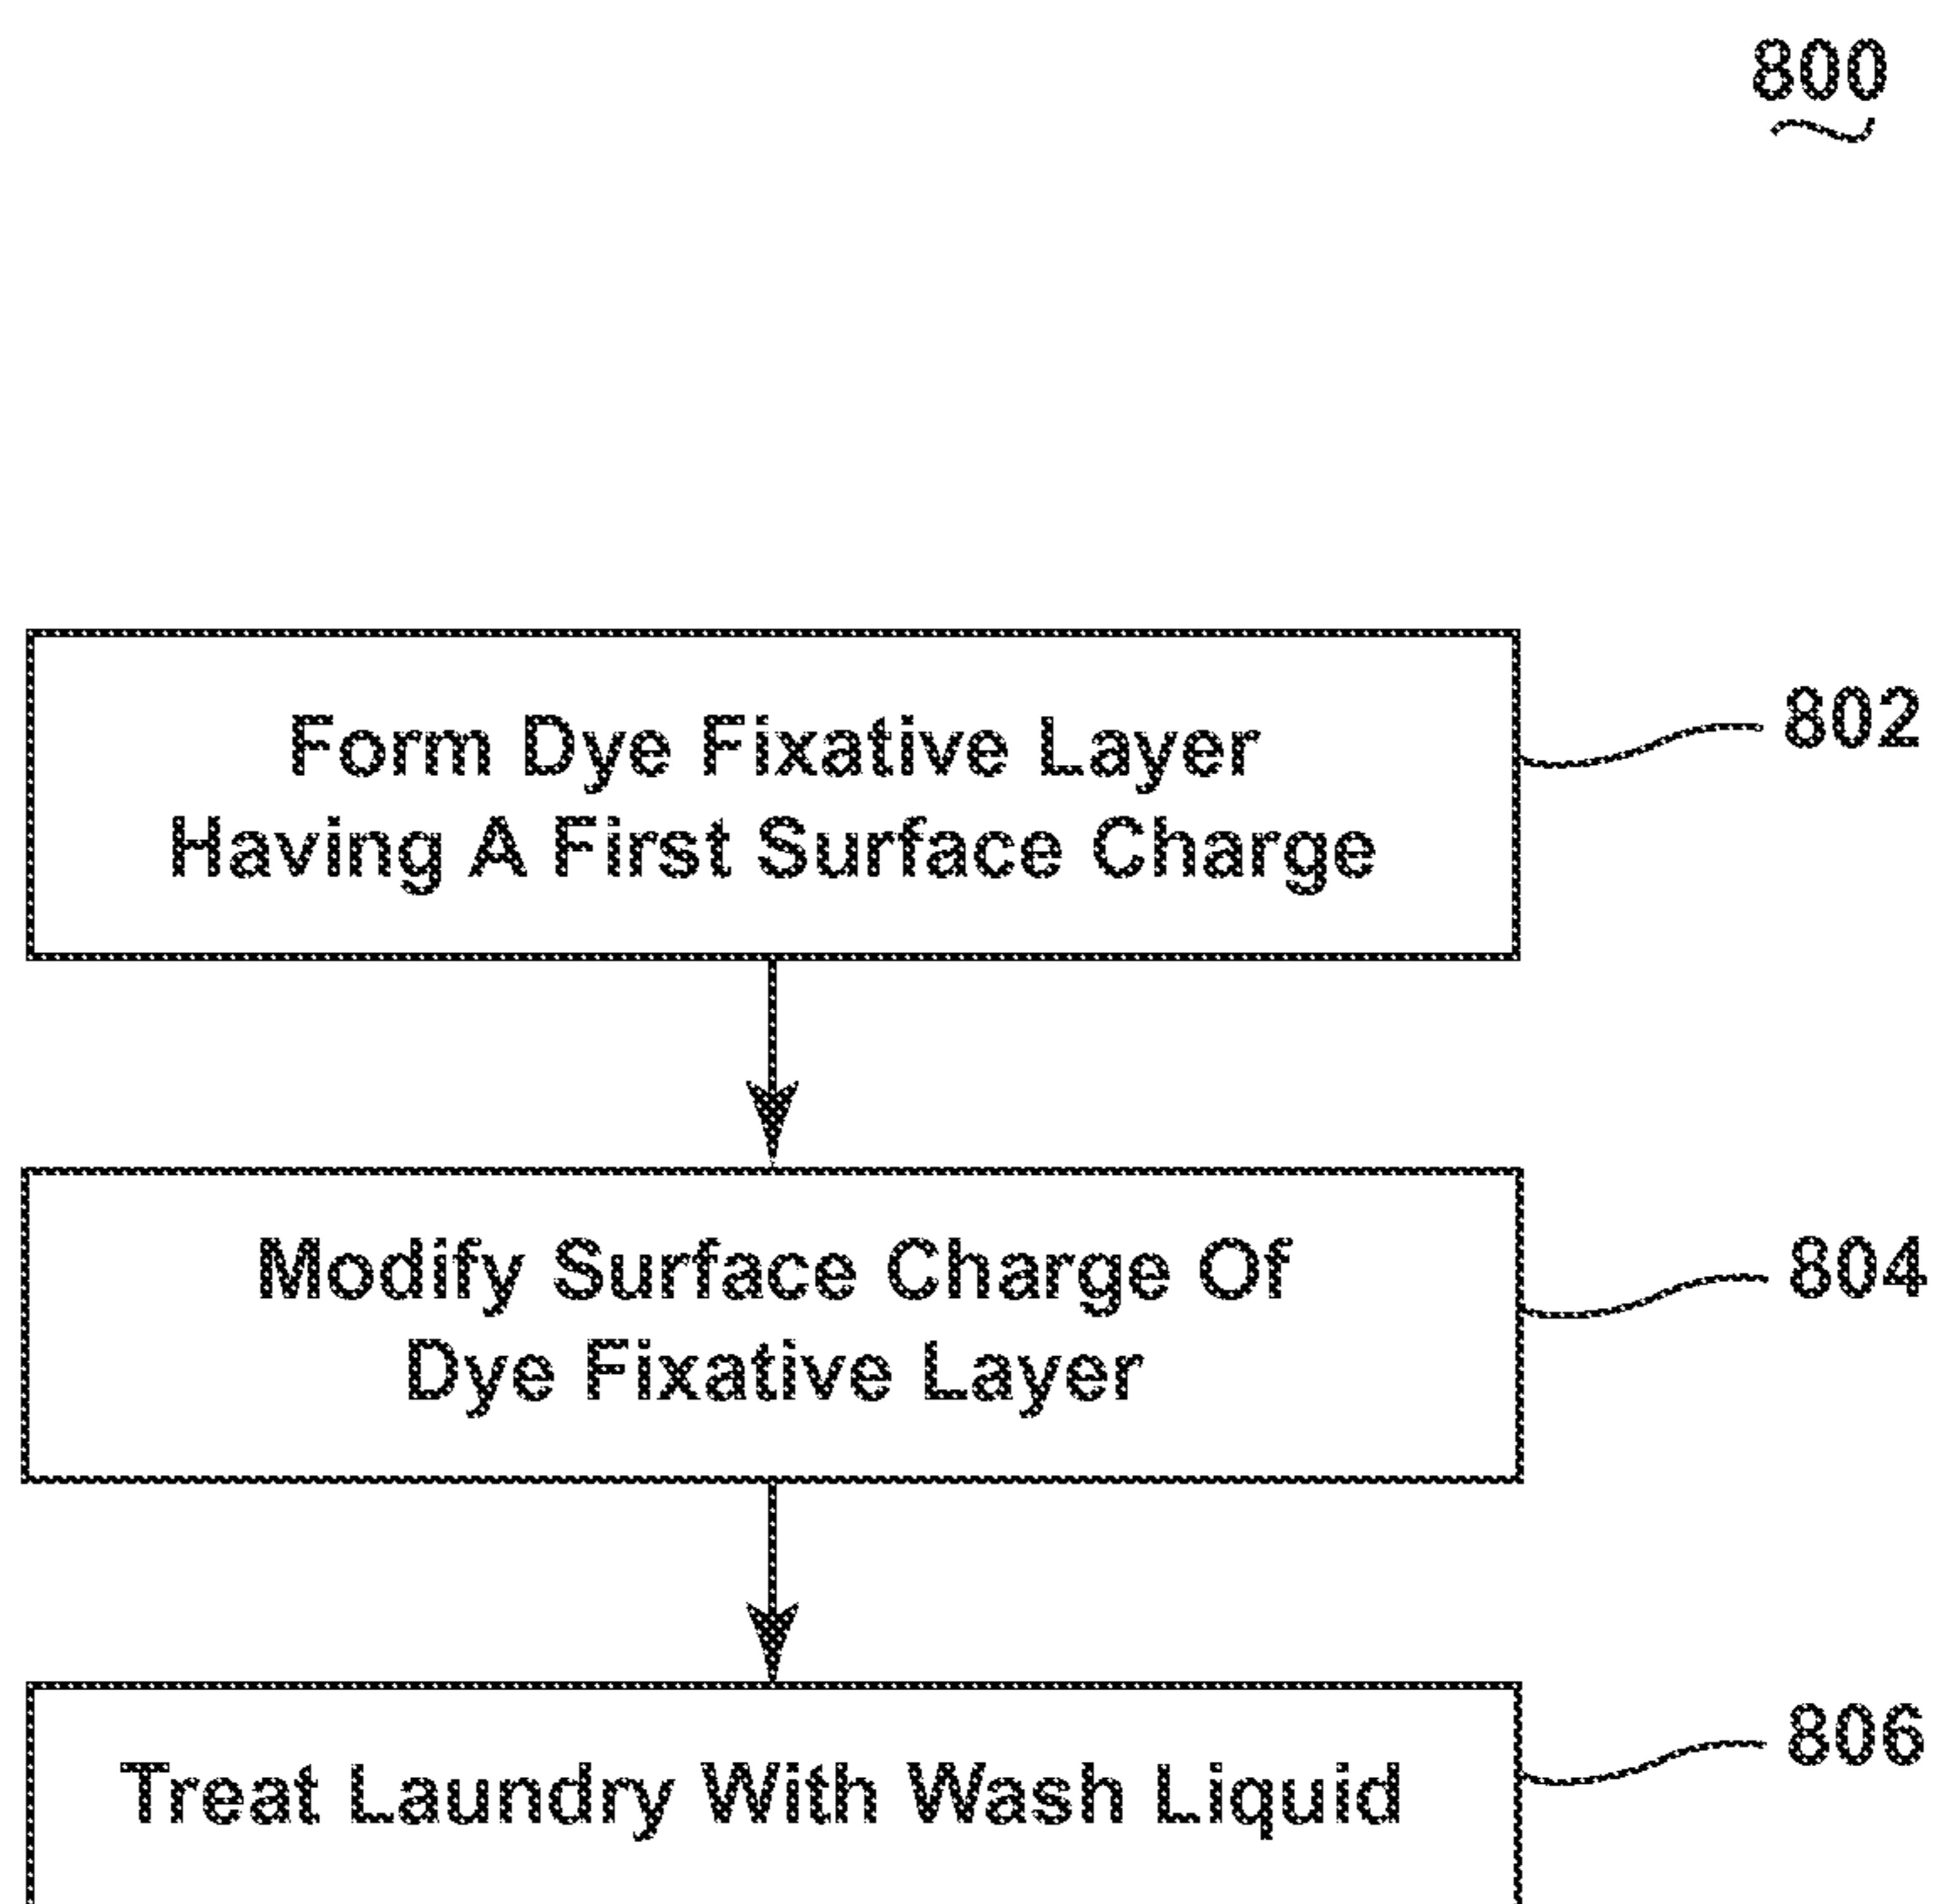 800
Form Dye Fixative Layer
Having A First Surface Charge
802
Modify Surface Charge Of
Dye Fixative Layer
804
Treat Laundry With Wash Liquid
806